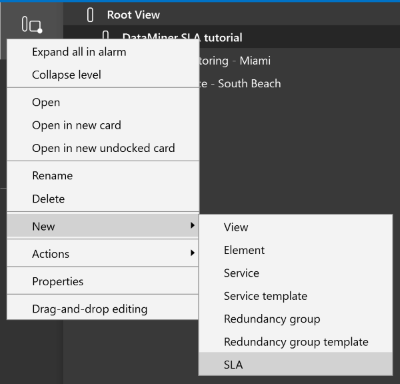 Root View
DataMiner SLA tutorial
toring - Miami
e - South Beach
Expand all in alarm
Collapse level
Open
Open in new card
Open in new undocked card
Rename
Delete
New
Actions
Properties
Drag-and-drop editing
View
Element
Service
Service template
Redundancy group
Redundancy group template
SLA